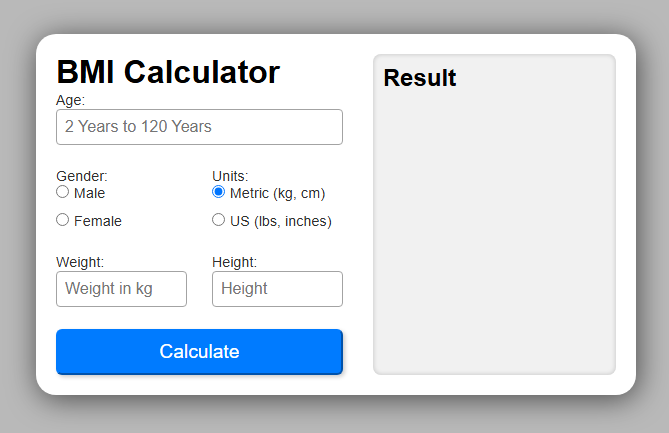 BMI Calculator
Age:
2 Years to 120 Years
Gender:
Male
Female
Units:
Metric (kg, cm)
US (lbs, inches)
Weight:
Weight in kg
Height:
Height
Calculate
Result